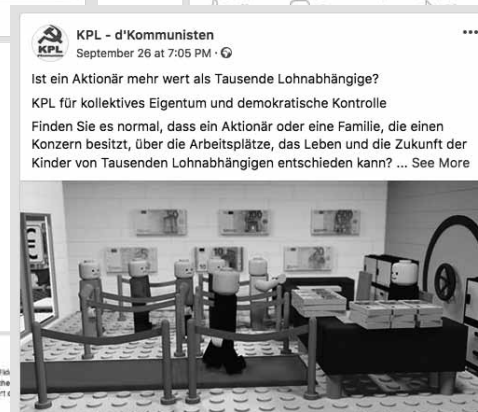 KPL - d'Kommunisten
KPL
September 26 at 7:05 PM ·
Ist ein Aktionär mehr wert als Tausende Lohnabhängige?
KPL für kollektives Eigentum und demokratische Kontrolle
Finden Sie es normal, dass ein Aktionär oder eine Familie, die einen
Konzern besitzt, über die Arbeitsplätze, das Leben und die Zukunft der
Kinder von Tausenden Lohnabhängigen entschieden kann? ... See More